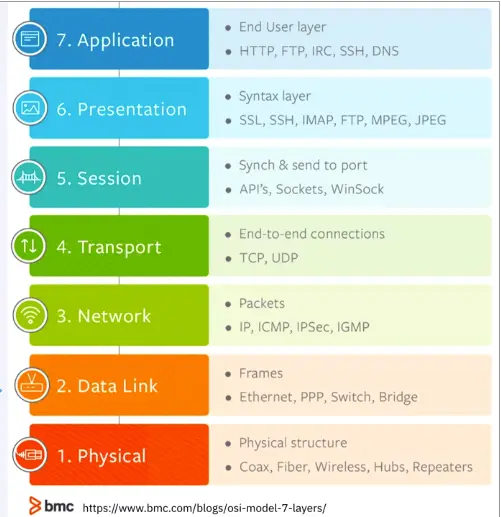 7. Application
End User layer
HTTP, FTP, IRC, SSH, DNS
6. Presentation
Syntax layer
SSL, SSH, IMAP, FTP, MPEG, JPEG
5. Session
Synch & send to port
API's, Sockets, WinSock
4. Transport
End-to-end connections
TCP, UDP
3. Network
Packets
IP, ICMP, IPSec, IGMP
2. Data Link
Frames
Ethernet, PPP, Switch, Bridge
1. Physical
Physical structure
Coax, Fiber, Wireless, Hubs, Repeaters
bmc https://www.bmc.com/blogs/osi-model-7-layers/